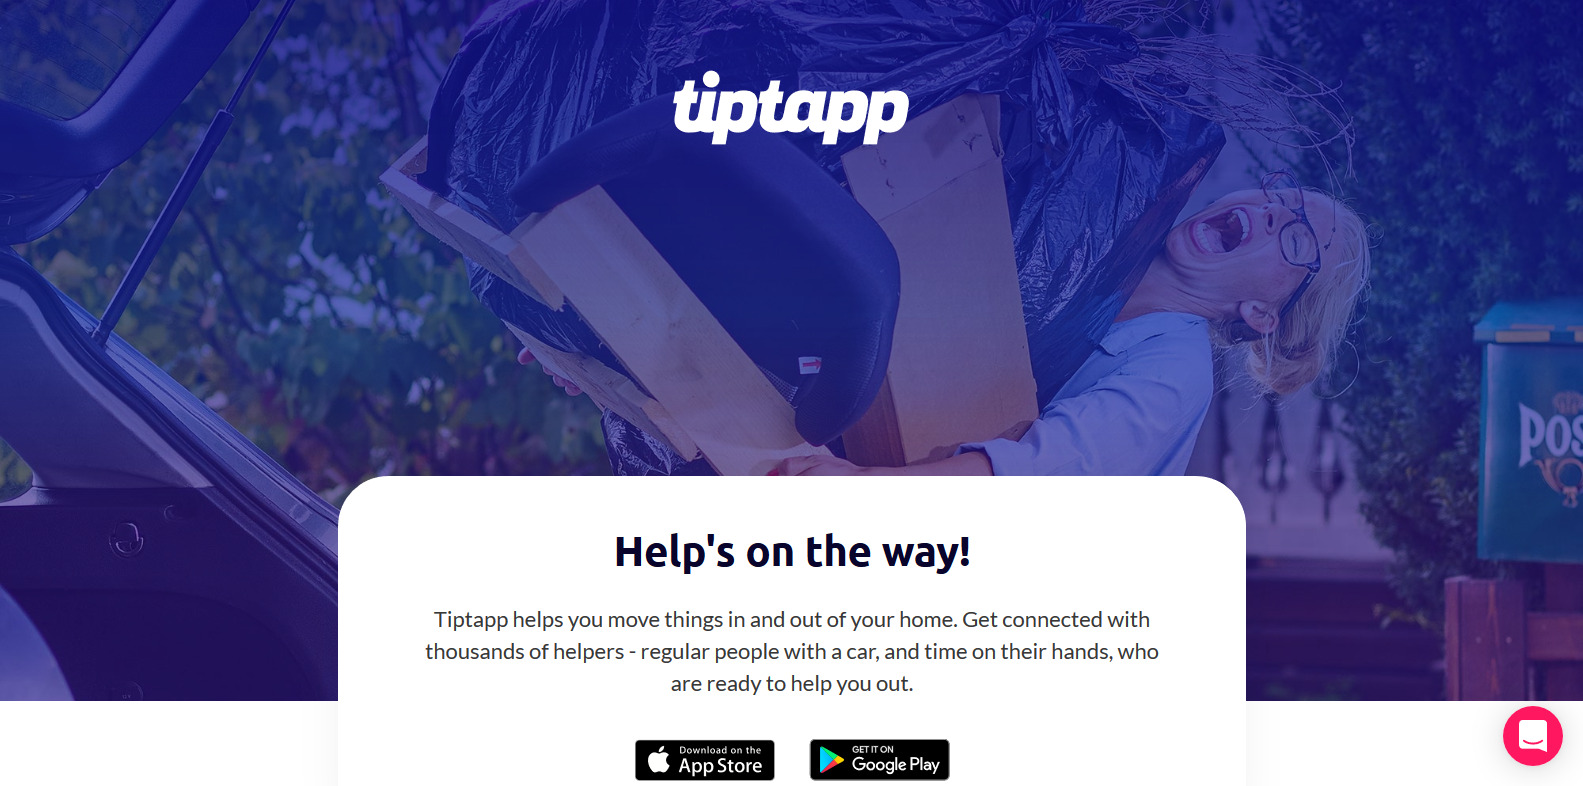 tiptapp
POS
Help's on the way!
Tiptapp helps you move things in and out of your home. Get connected with
thousands of helpers - regular people with a car, and time on their hands, who
are ready to help you out.
Download on the
App Store
GET IT ON
Google Play